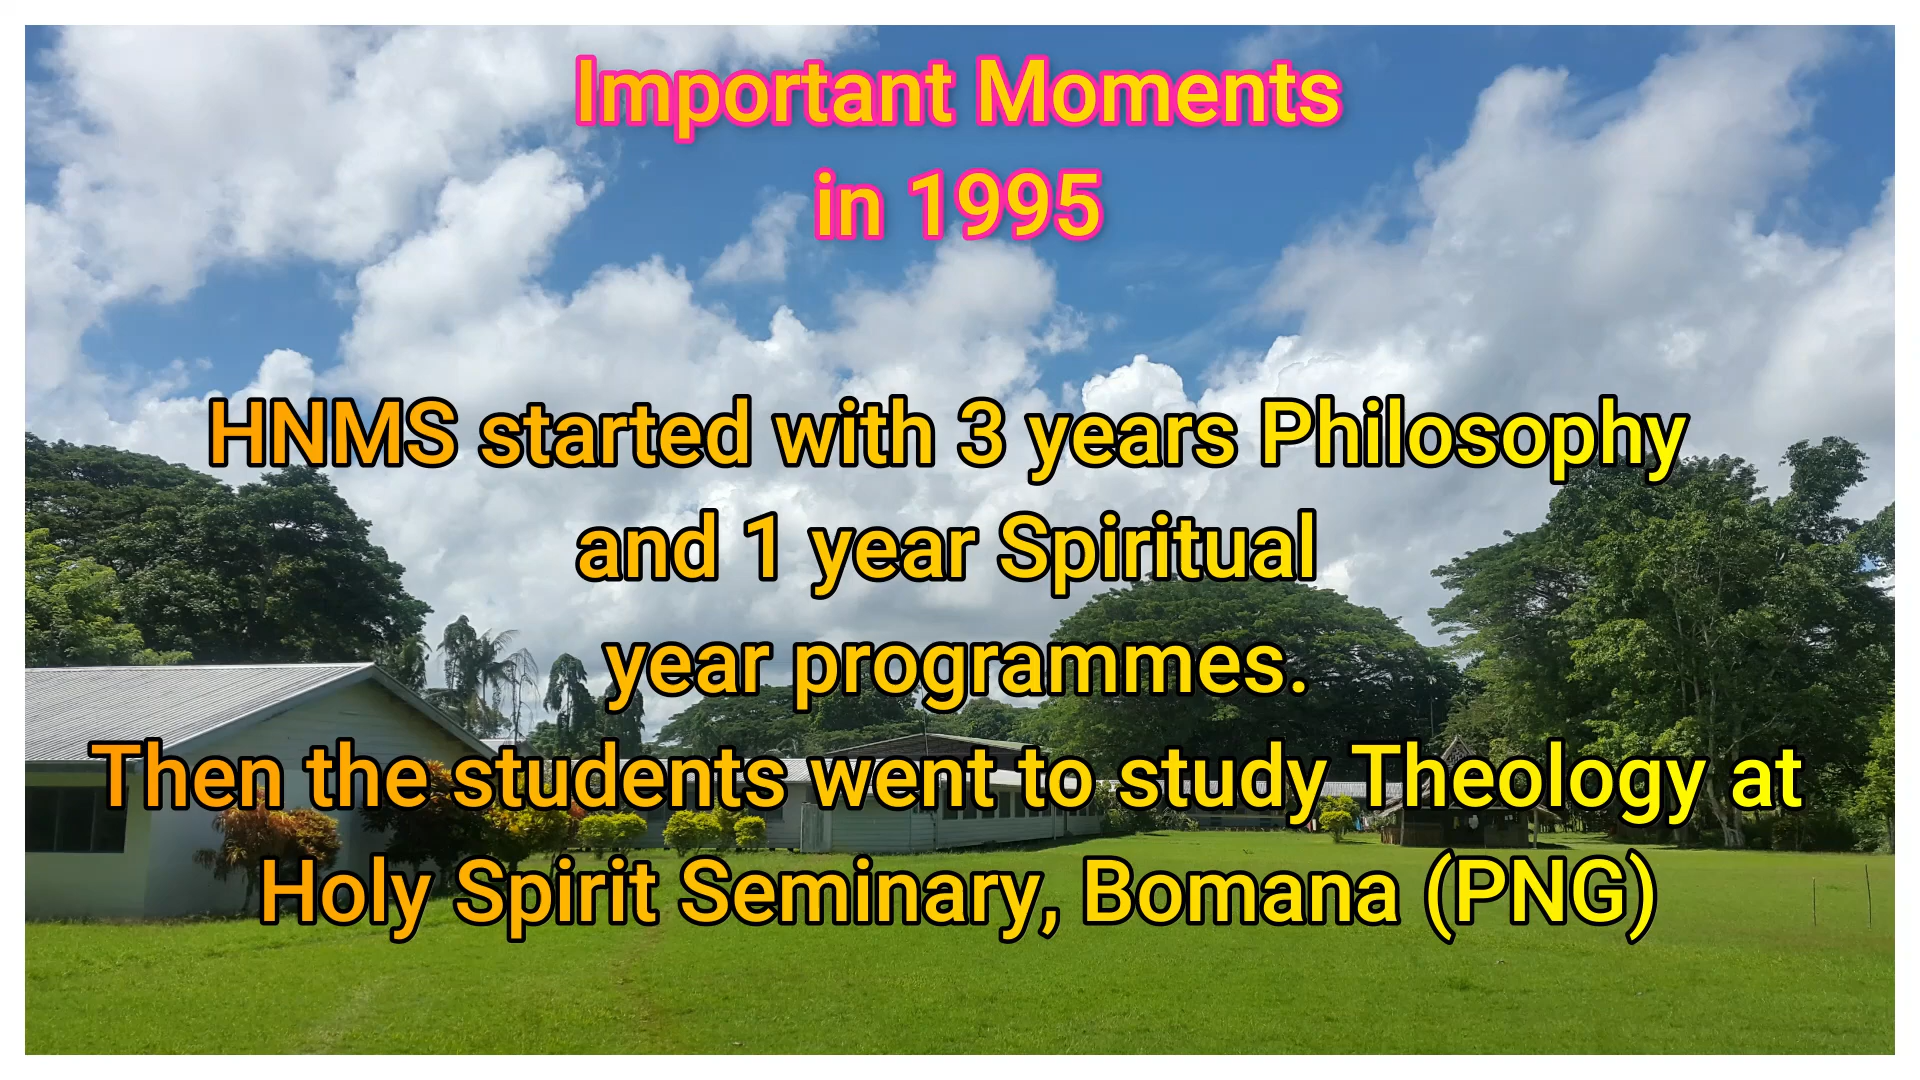 Important Moments
in 1995
HNMS started with 3 years Philosophy
and 1 year Spiritual
year programmes.
Then the students went to study Theology at
Holy Spirit Seminary, Bomana (PNG)